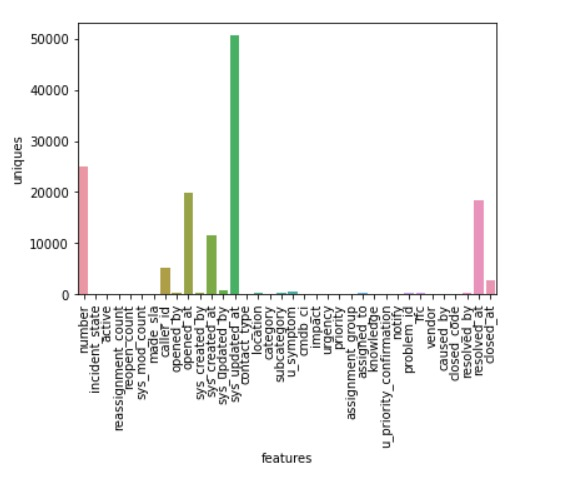 50000
40000
30000
20000
10000
0
uniques
number
incident_state
active
reassignment_count
reopen_count
sys_mod_count
made_sla
caller_id
opened_by
opened_at
sys_created_by
sys_created_at
sys_updated_by
sys_updated_at
contact_type
location
category
subcategory
u_symptom
cmdb_ci
impact
urgency
priority
assignment_group
assigned_to
knowledge
u_priority_confirmation
notify
problem_id
rfc
vendor
caused_by
closed_code
resolved_by
resolved_at
closed_at
features